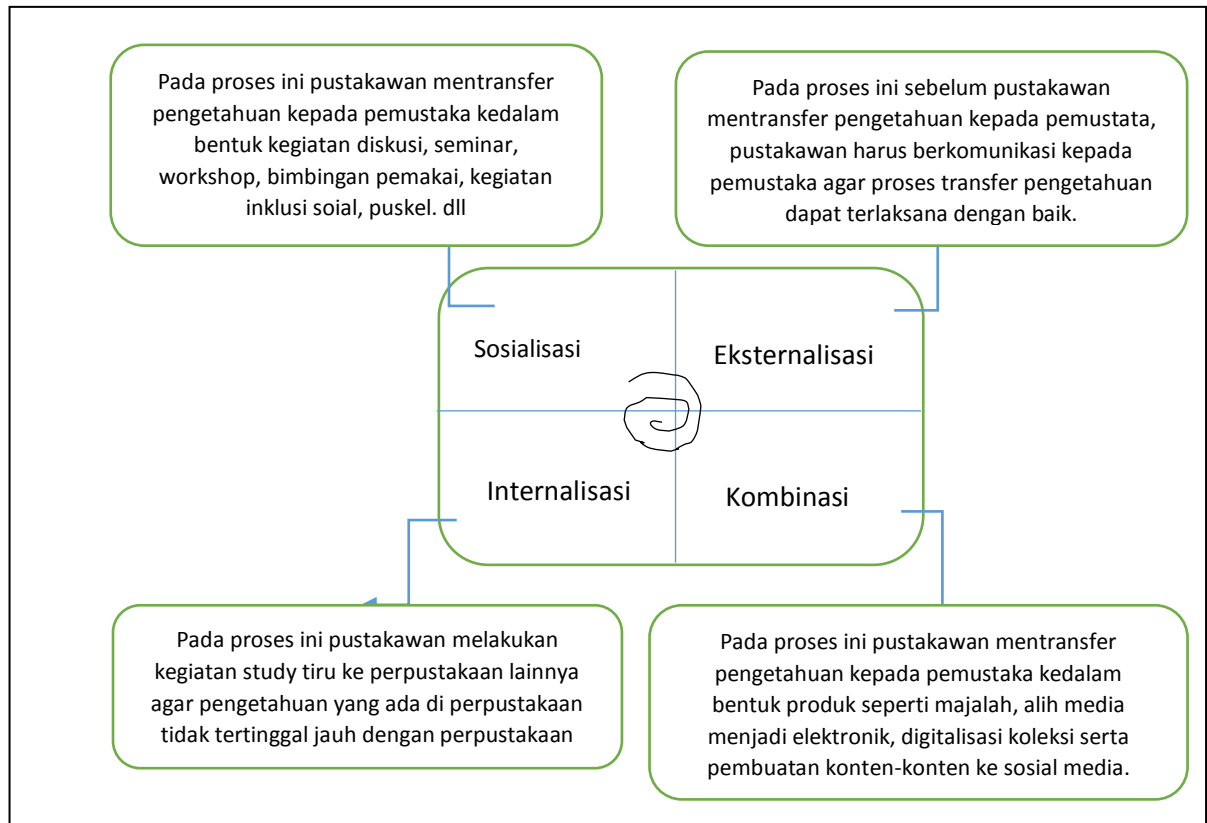 Pada proses ini pustakawan mentransfer
pengetahuan kepada pemustaka kedalam
bentuk kegiatan diskusi, seminar,
workshop, bimbingan pemakai, kegiatan
inklusi soial, puskel. dll
Pada proses ini sebelum pustakawan
mentransfer pengetahuan kepada pemustata,
pustakawan harus berkomunikasi kepada
pemustaka agar proses transfer pengetahuan
dapat terlaksana dengan baik.
Sosialisasi
Eksternalisasi
Internalisasi
Kombinasi
Pada proses ini pustakawan melakukan
kegiatan study tiru ke perpustakaan lainnya
agar pengetahuan yang ada di perpustakaan
tidak tertinggal jauh dengan perpustakaan
Pada proses ini pustakawan mentransfer
pengetahuan kepada pemustaka kedalam
bentuk produk seperti majalah, alih media
menjadi elektronik, digitalisasi koleksi serta
pembuatan konten-konten ke sosial media.